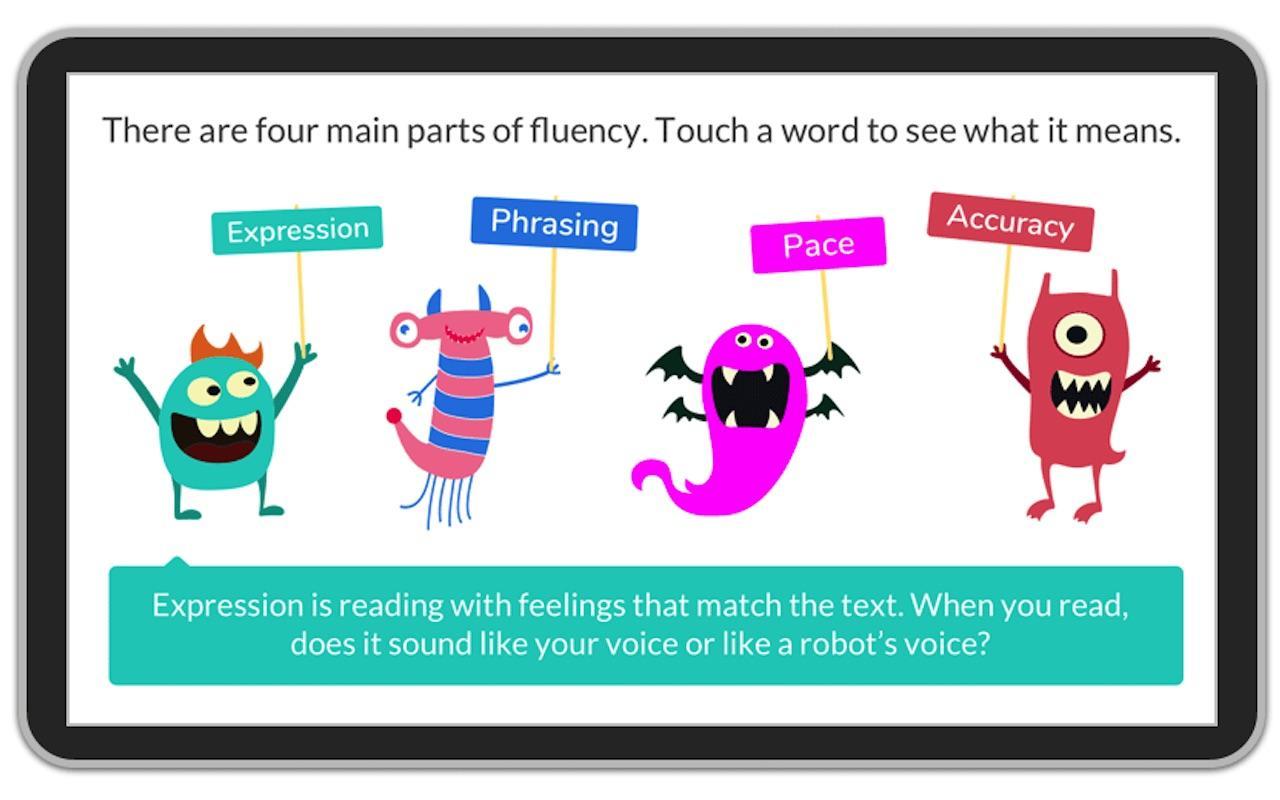 There are four main parts of fluency. Touch a word to see what it means.
Expression
Phrasing
Pace
Accuracy
Expression is reading with feelings that match the text. When you read,
does it sound like your voice or like a robot’s voice?